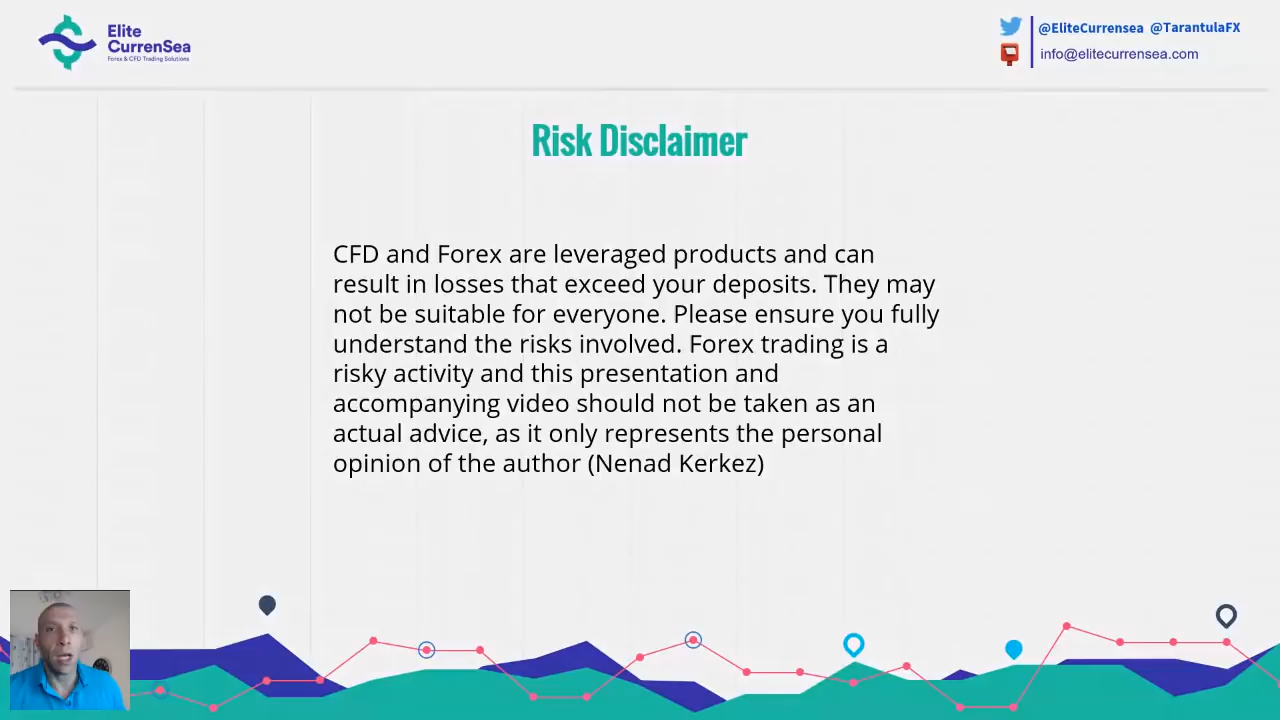 Elite
CurrenSea
Forex & CFD Trading Solutions
@EliteCurrensea @TarantulaFX
info@elitecurrensea.com
Risk Disclaimer
CFD and Forex are leveraged products and can
result in losses that exceed your deposits. They may
not be suitable for everyone. Please ensure you fully
understand the risks involved. Forex trading is a
risky activity and this presentation and
accompanying video should not be taken as an
actual advice, as it only represents the personal
opinion of the author (Nenad Kerkez)